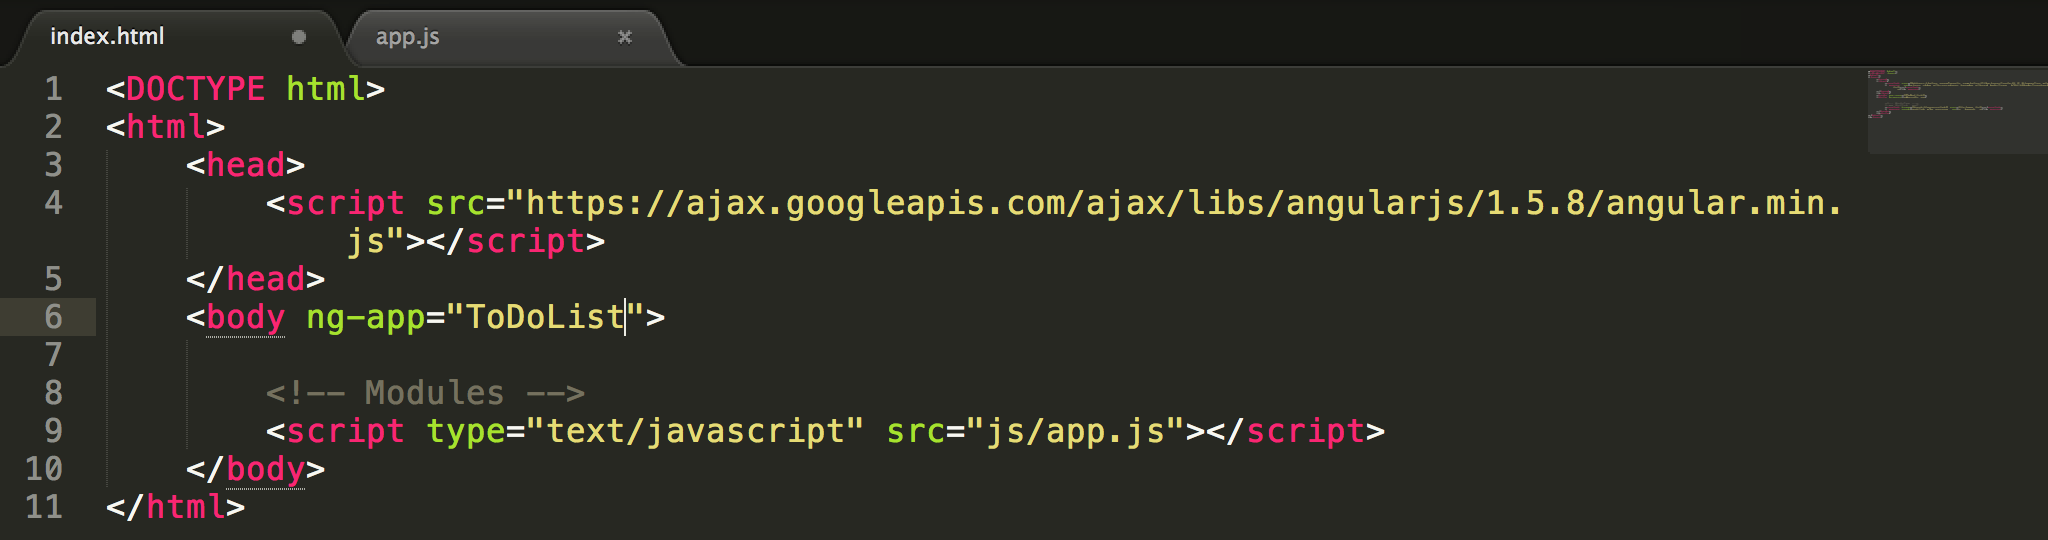 index.html
app.js
1 <DOCTYPE html>
2 <html>
3 <head>
4 <script src="https://ajax.googleapis.com/ajax/libs/angularjs/1.5.8/angular.min.
js"></script>
5 </head>
6 <body ng-app="ToDoList">
7
8 <!-- Modules -->
9 <script type="text/javascript" src="js/app.js"></script>
10 </body>
11 </html>